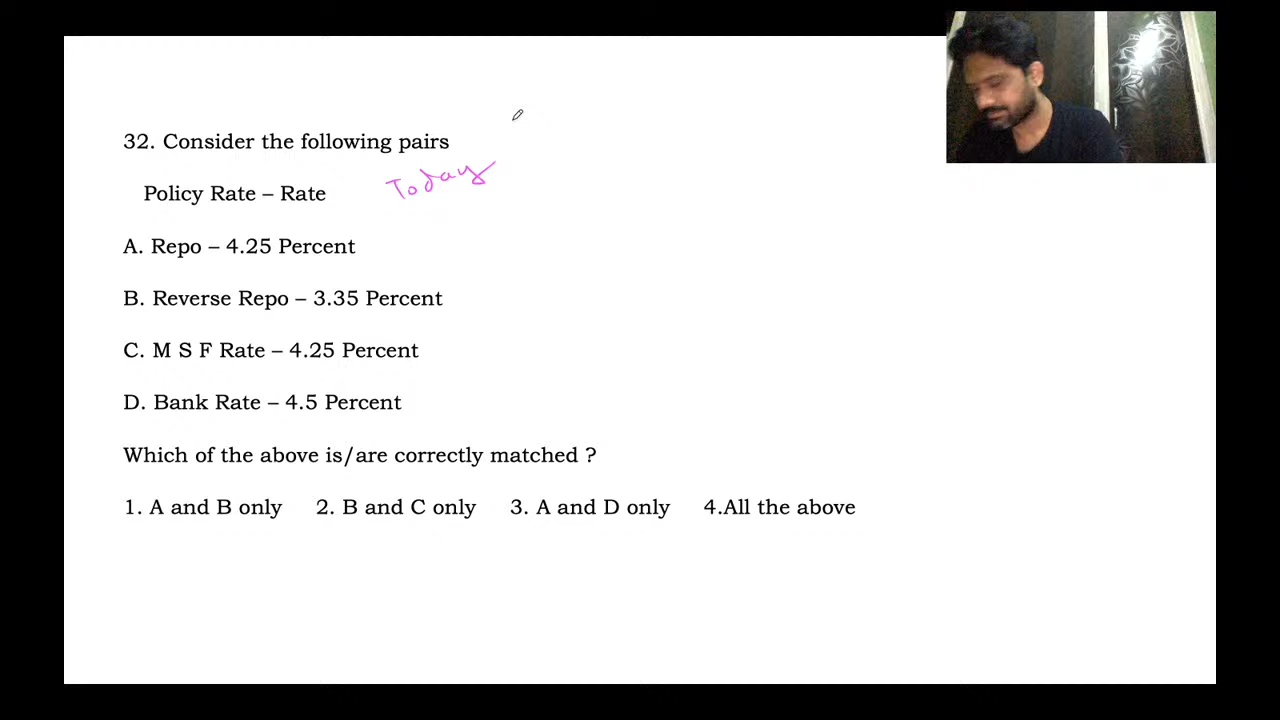 32. Consider the following pairs
Policy Rate – Rate
Today
A. Repo – 4.25 Percent
B. Reverse Repo – 3.35 Percent
C. M S F Rate – 4.25 Percent
D. Bank Rate – 4.5 Percent
Which of the above is/are correctly matched ?
1. A and B only 2. B and C only 3. A and D only 4.All the above